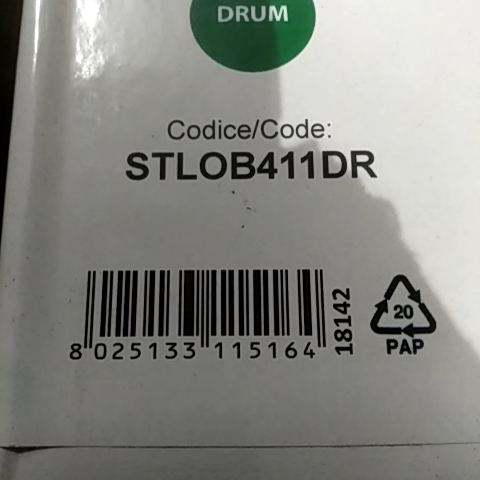 DRUM
Codice/Code:
STLOB411DR
8 025133 115164
18142
20
PAP